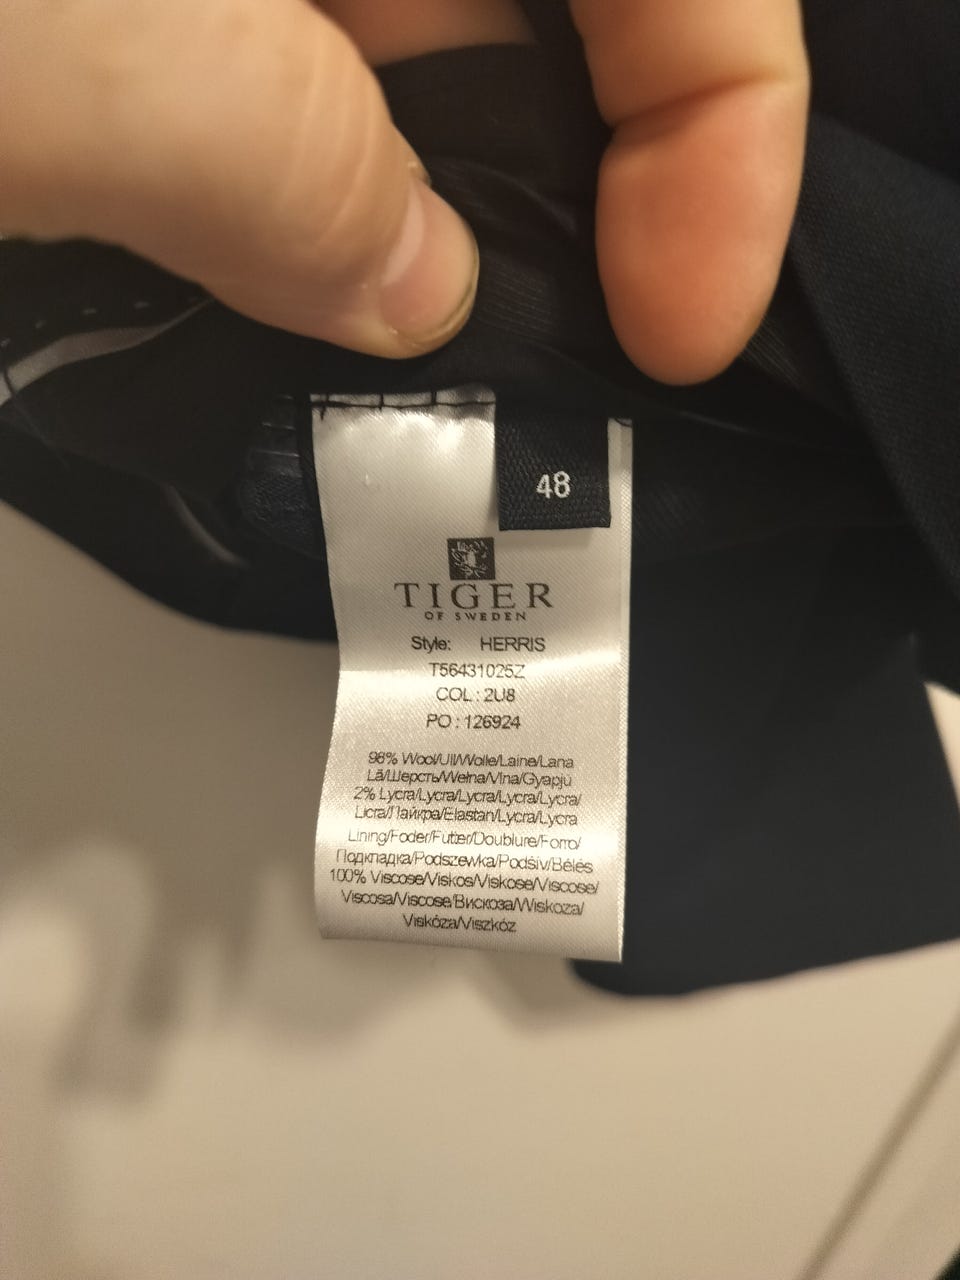 48
TIGER
OF SWEDEN
Style: HERRIS
T56431025Z
COL : 2U8
PO : 126924
98% Wool/Ull/Wolle/Laine/Lana
Lã/Шерсть/Wełna/Vlna/Gyapjú
2% Lycra/Lycra/Lycra/Lycra/Lycra/
Licra/Лайкра/Elastan/Lycra/Lycra
Lining/Foder/Futter/Doublure/Forro/
Подкладка/Podszewka/Podšiv/Bélés
100% Viscose/Viskos/Viskose/Viscose/
Viscosa/Viscose/Вискоза/Wiskoza/
Viskóza/Viszkóz